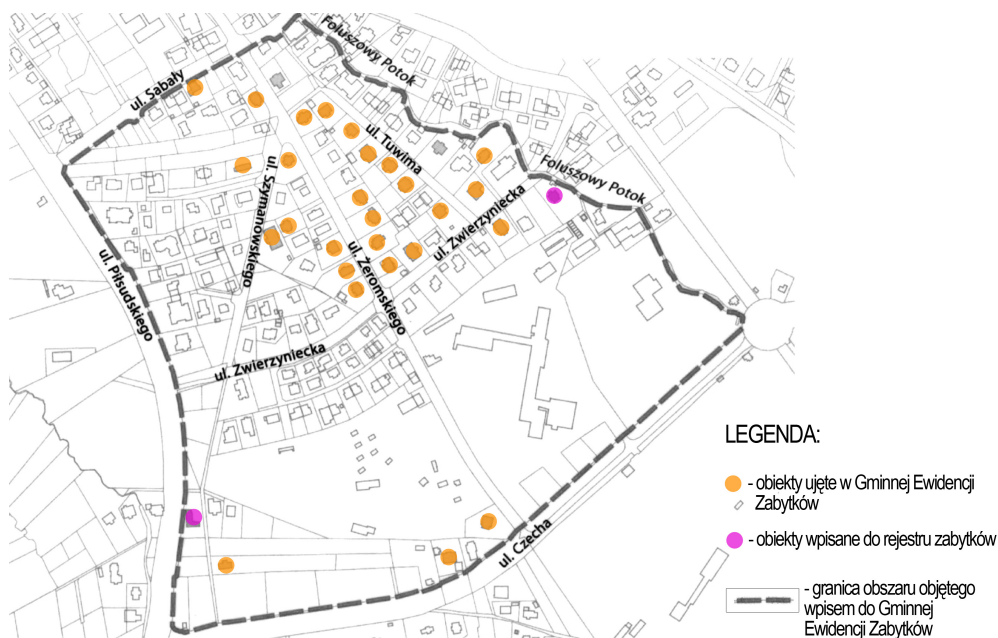 Foluszowy Potok
ul. Sabały
ul. Tuwima
Foluszowy Potok
ul. Szymanowskiego
ul. Zwierzyniecka
ul. Piłsudskiego
ul. Żeromskiego
ul. Zwierzyniecka
ul. Czecha
LEGENDA:
- obiekty ujęte w Gminnej Ewidencji
Zabytków
- obiekty wpisane do rejestru zabytków
- granica obszaru objętego
wpisem do Gminnej
Ewidencji Zabytków